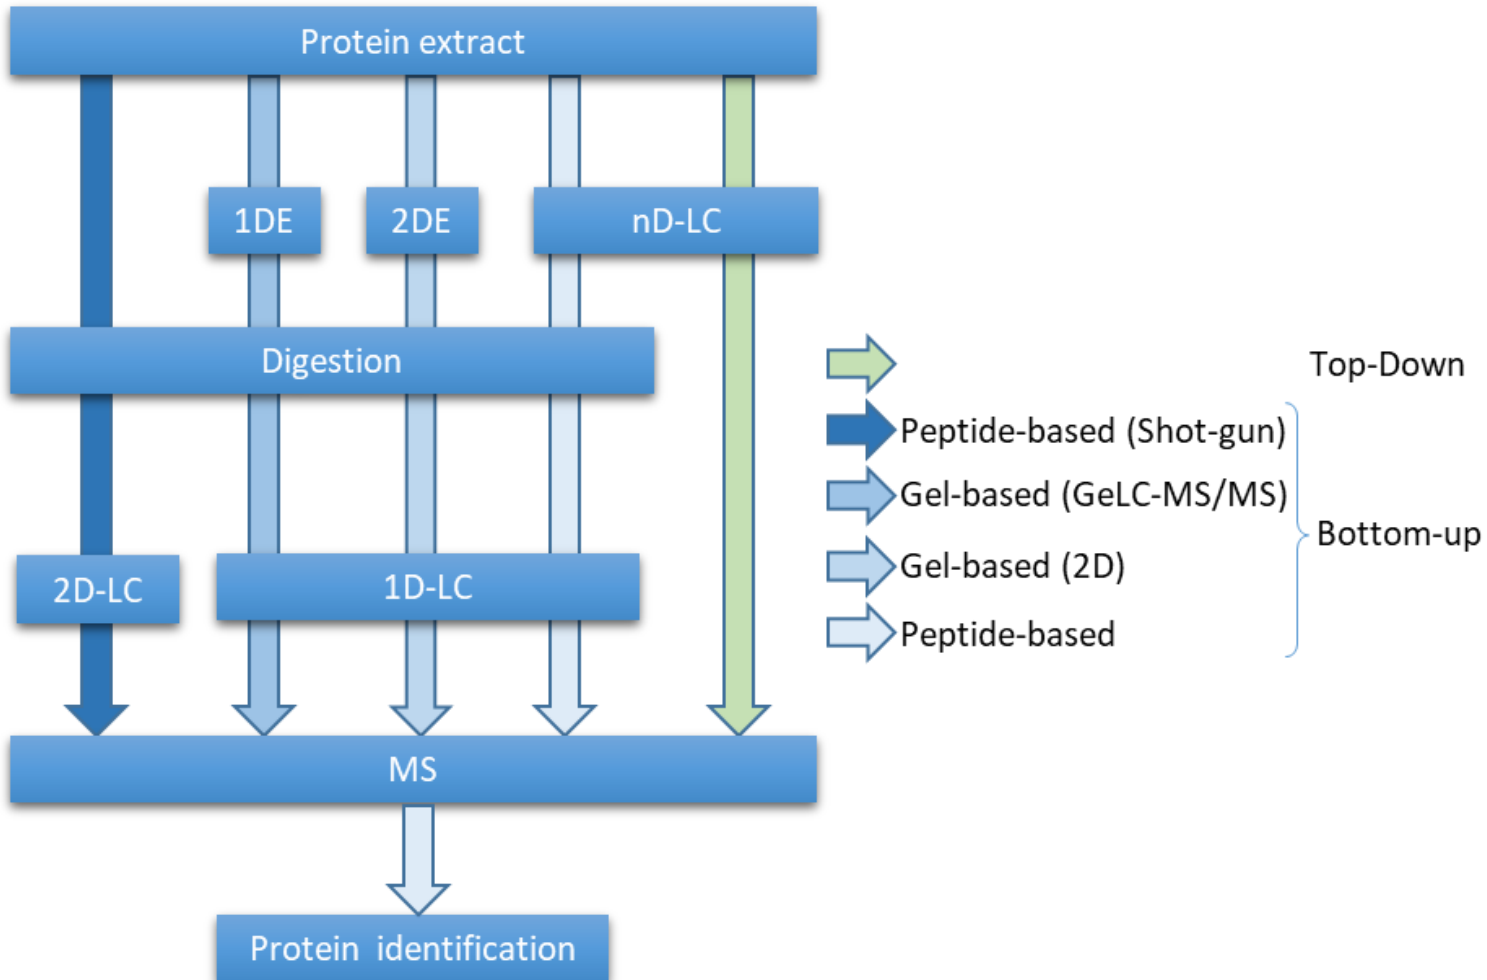 Protein extract
1DE
2DE
nD-LC
Digestion
Top-Down
Peptide-based (Shot-gun)
Gel-based (GeLC-MS/MS)
Bottom-up
Gel-based (2D)
2D-LC
1D-LC
Peptide-based
MS
Protein identification